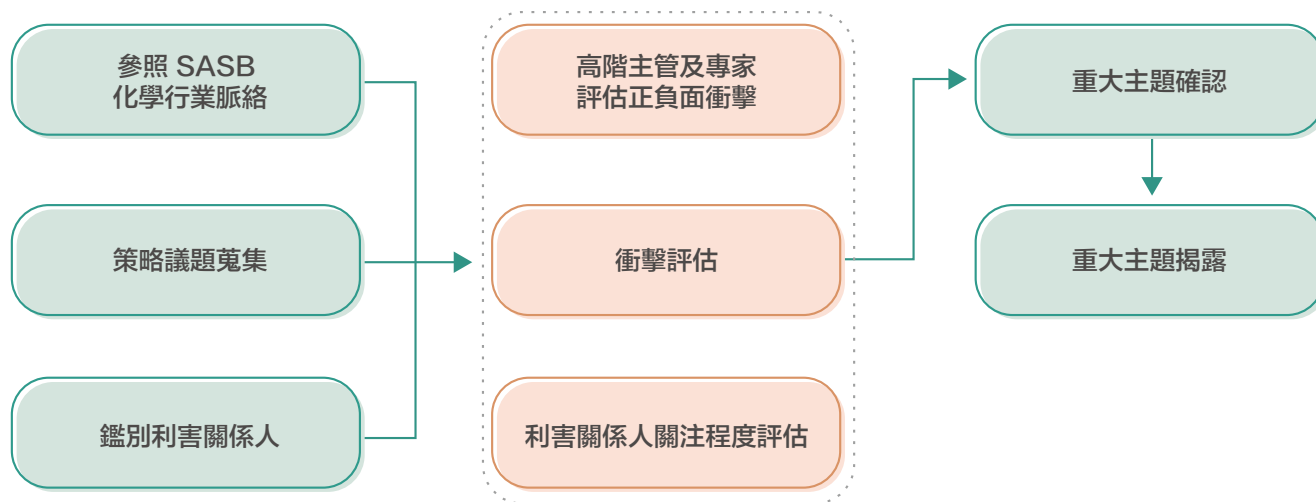 參照 SASB
化學行業脈絡
策略議題蒐集
鑑別利害關係人
高階主管及專家
評估正負面衝擊
衝擊評估
利害關係人關注程度評估
重大主題確認
重大主題揭露